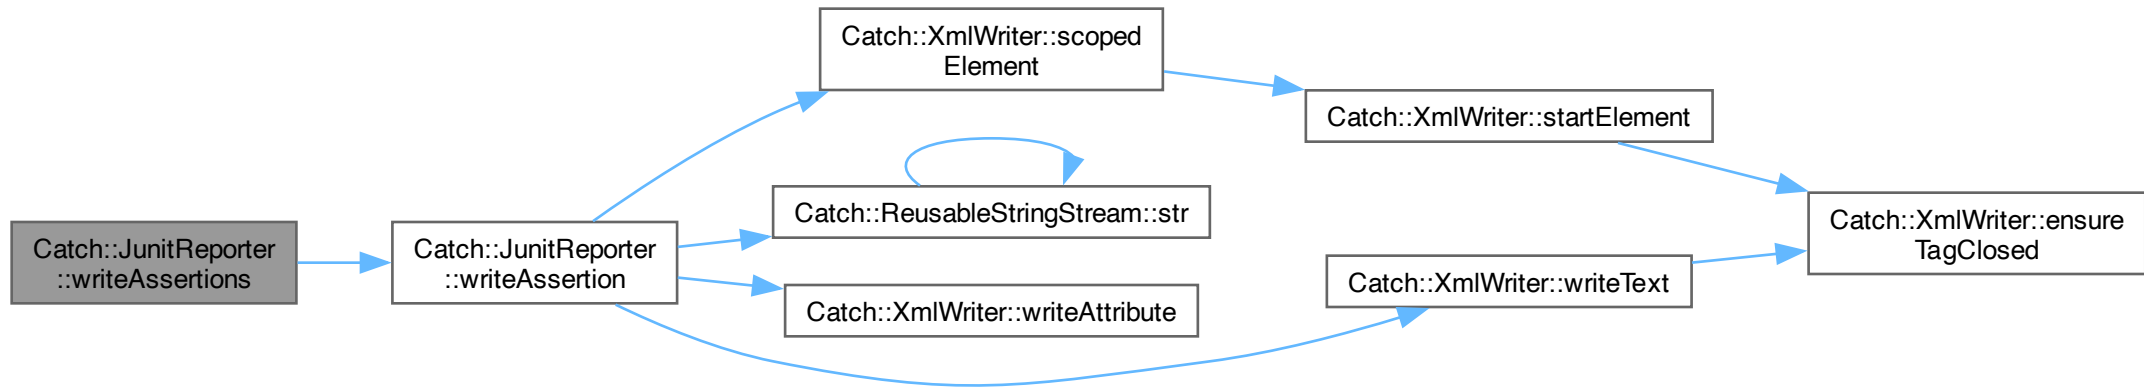 Catch::JunitReporter
::writeAssertions
Catch::JunitReporter
::writeAssertion
Catch::XmlWriter::scoped
Element
Catch::ReusableStringStream::str
Catch::XmlWriter::writeAttribute
Catch::XmlWriter::startElement
Catch::XmlWriter::writeText
Catch::XmlWriter::ensure
TagClosed